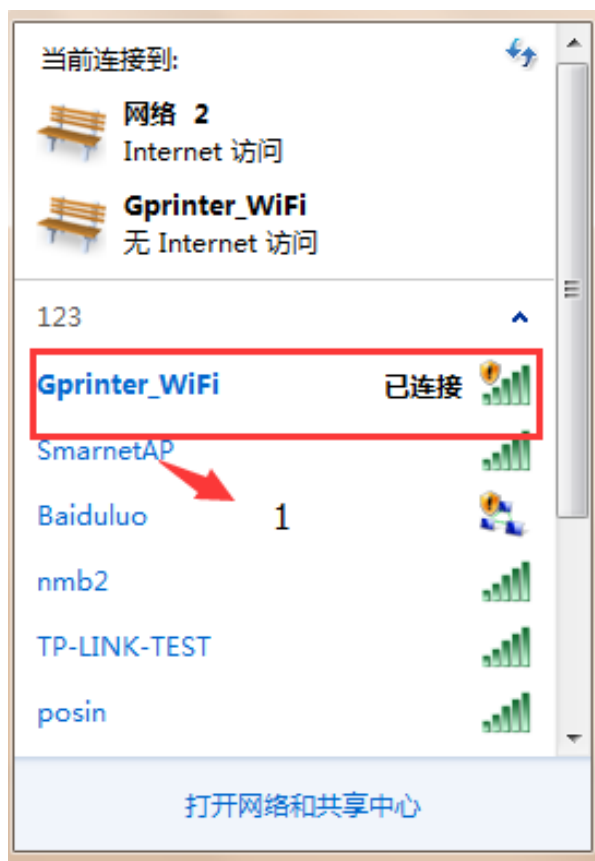 当前连接到:
网络 2
Internet 访问
Gprinter_WiFi
无 Internet 访问
123
Gprinter_WiFi 已连接
SmarnetAP
Baiduluo 1
nmb2
TP-LINK-TEST
posin
打开网络和共享中心